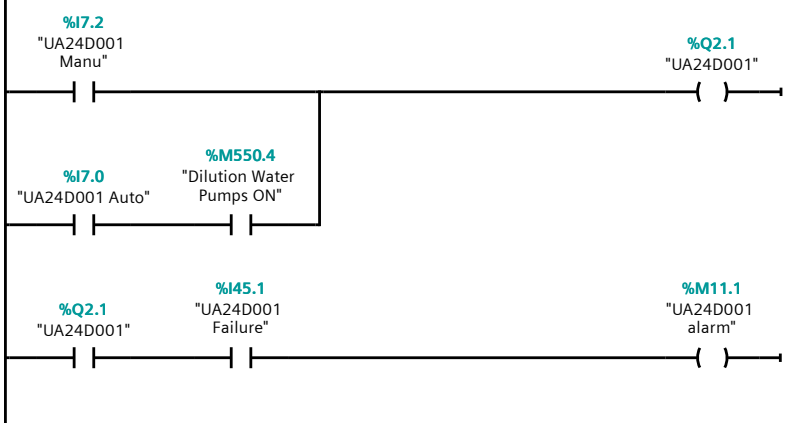 %I7.2
"UA24D001
Manu"
%Q2.1
"UA24D001"
%M550.4
"Dilution Water
Pumps ON"
%I7.0
"UA24D001 Auto"
%I45.1
"UA24D001
Failure"
%M11.1
"UA24D001
alarm"
%Q2.1
"UA24D001"